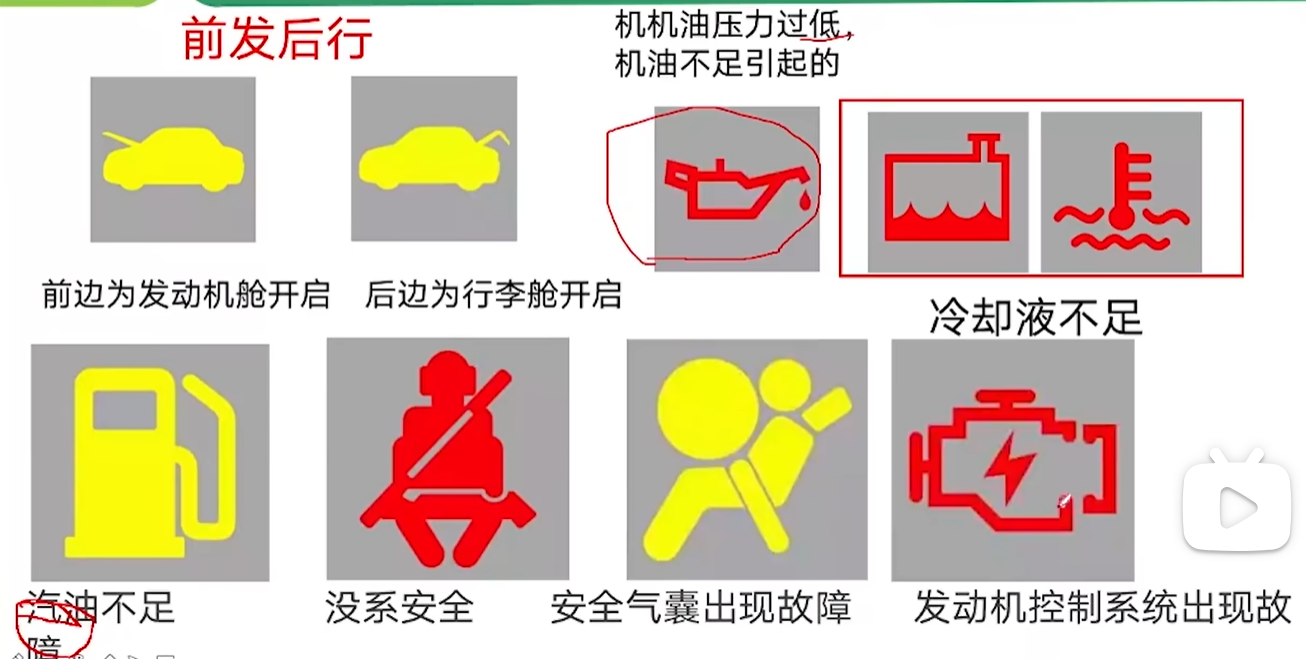 前发后行
机机油压力过低，
机油不足引起的
前边为发动机舱开启
后边为行李舱开启
冷却液不足
汽油不足
没系安全
安全气囊出现故障
发动机控制系统出现故
障